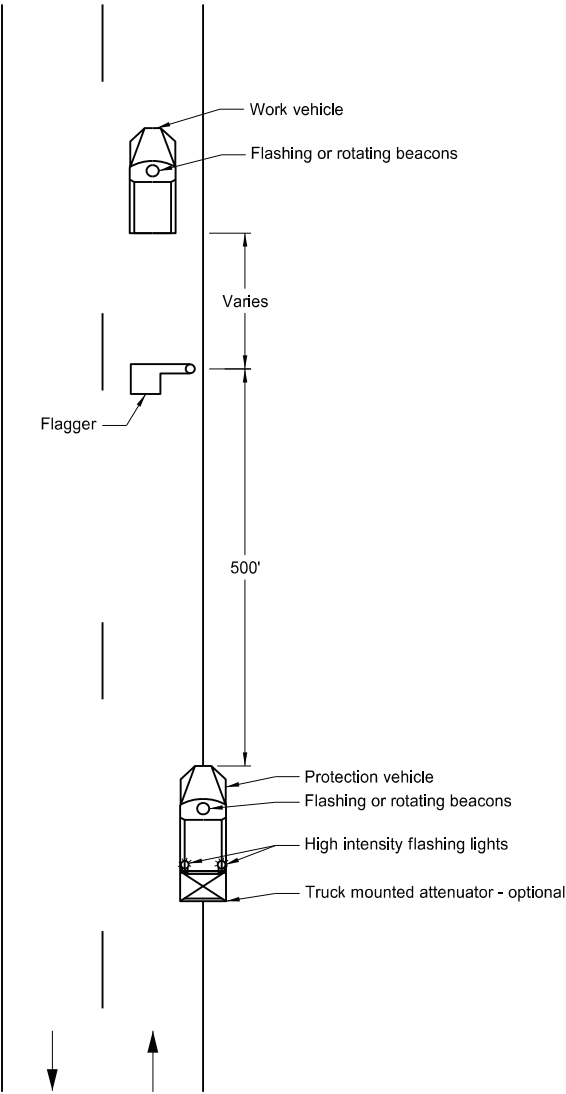 Work vehicle
Flashing or rotating beacons
Varies
Flagger
500'
Protection vehicle
Flashing or rotating beacons
High intensity flashing lights
Truck mounted attenuator - optional